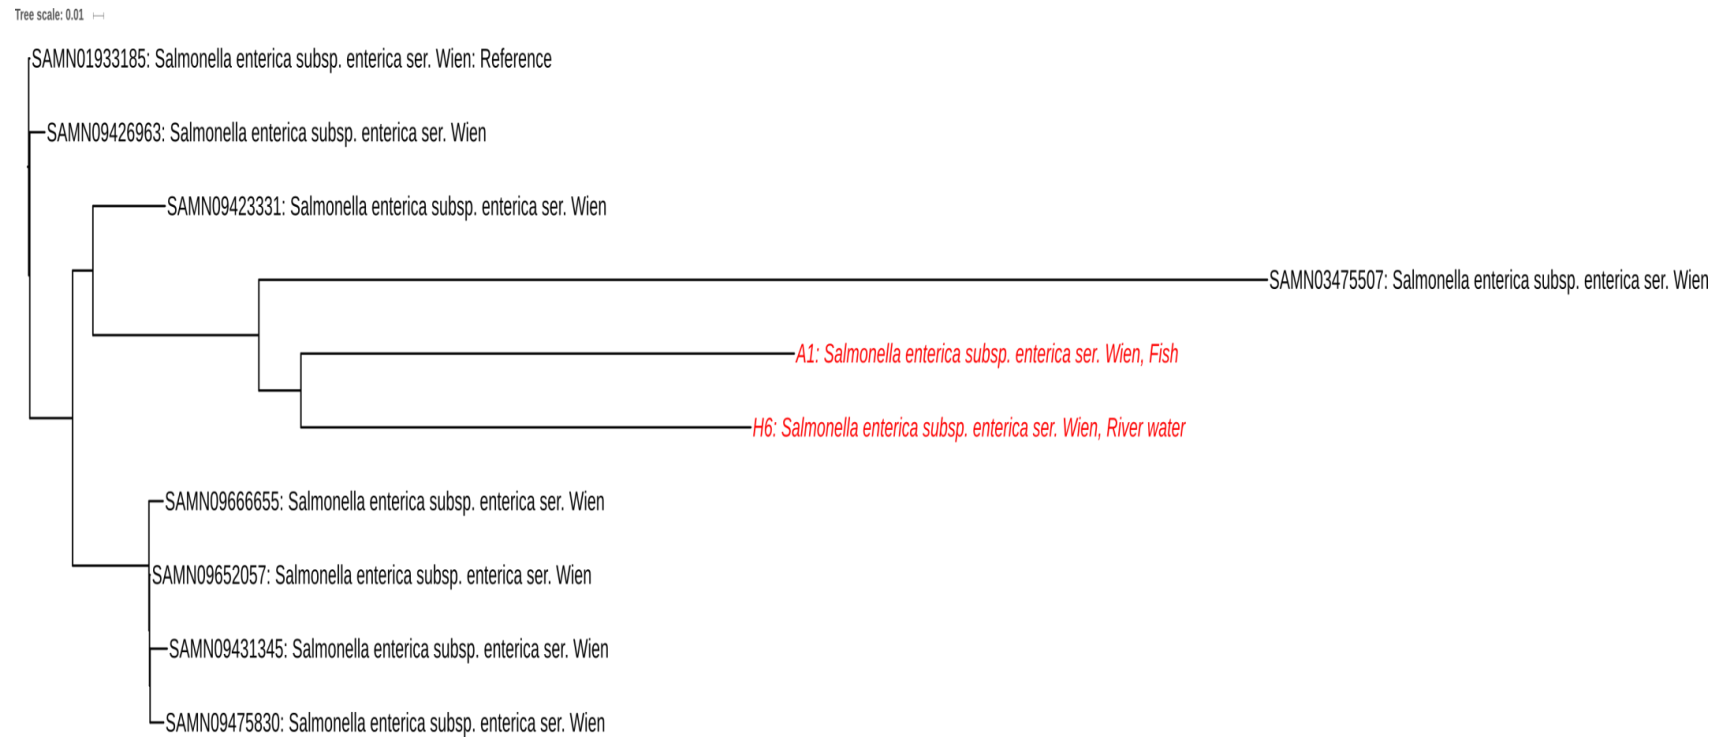 Tree scale: 0.01
SAMN01933185: Salmonella enterica subsp. enterica ser. Wien: Reference
SAMN09426963: Salmonella enterica subsp. enterica ser. Wien
SAMN09423331: Salmonella enterica subsp. enterica ser. Wien
SAMN03475507: Salmonella enterica subsp. enterica ser. Wien
A1: Salmonella enterica subsp. enterica ser. Wien, Fish
H6: Salmonella enterica subsp. enterica ser. Wien, River water
SAMN09666655: Salmonella enterica subsp. enterica ser. Wien
SAMN09652057: Salmonella enterica subsp. enterica ser. Wien
SAMN09431345: Salmonella enterica subsp. enterica ser. Wien
SAMN09475830: Salmonella enterica subsp. enterica ser. Wien